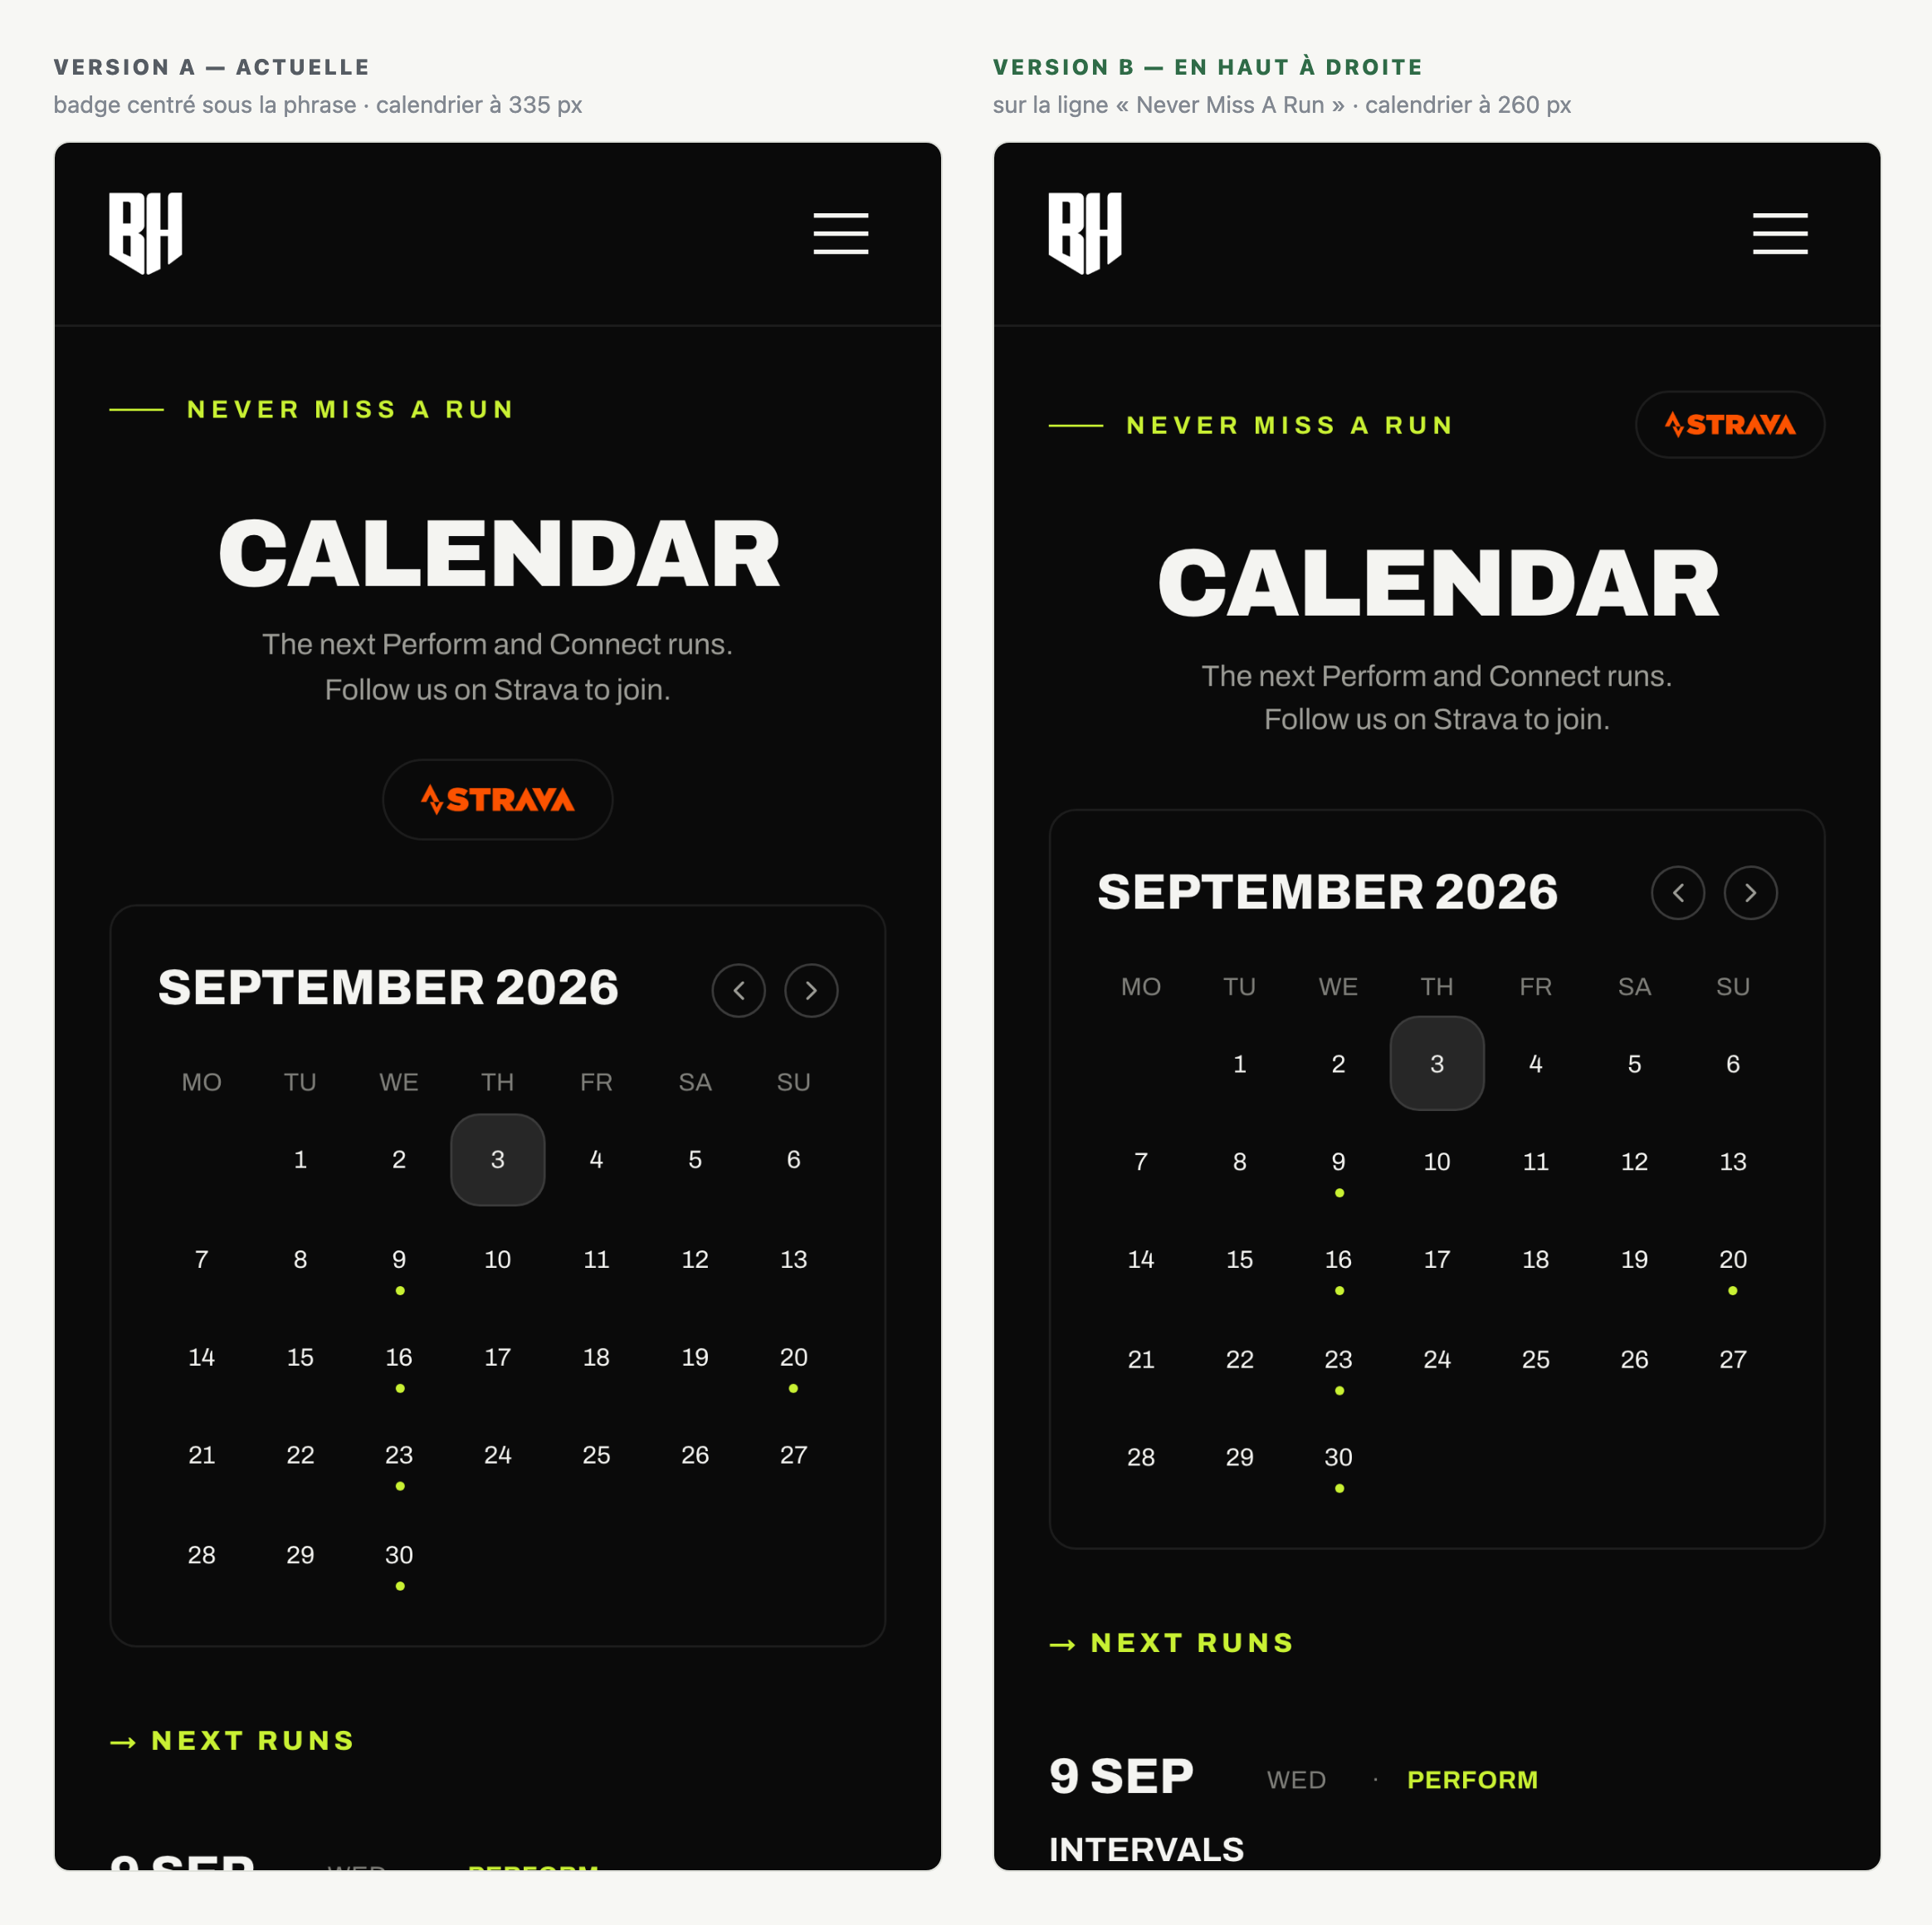 VERSION A — ACTUELLE
badge centré sous la phrase · calendrier à 335 px
BH
NEVER MISS A RUN
CALENDAR
The next Perform and Connect runs.
Follow us on Strava to join.
STRAVA
SEPTEMBER 2026
MO TU WE TH FR SA SU
1 2 3 4 5 6
7 8 9 10 11 12 13
14 15 16 17 18 19 20
21 22 23 24 25 26 27
28 29 30
→ NEXT RUNS
9 SEP WED PERFORM
VERSION B — EN HAUT À DROITE
sur la ligne « Never Miss A Run » · calendrier à 260 px
BH
NEVER MISS A RUN STRAVA
CALENDAR
The next Perform and Connect runs.
Follow us on Strava to join.
SEPTEMBER 2026
MO TU WE TH FR SA SU
1 2 3 4 5 6
7 8 9 10 11 12 13
14 15 16 17 18 19 20
21 22 23 24 25 26 27
28 29 30
→ NEXT RUNS
9 SEP WED · PERFORM
INTERVALS